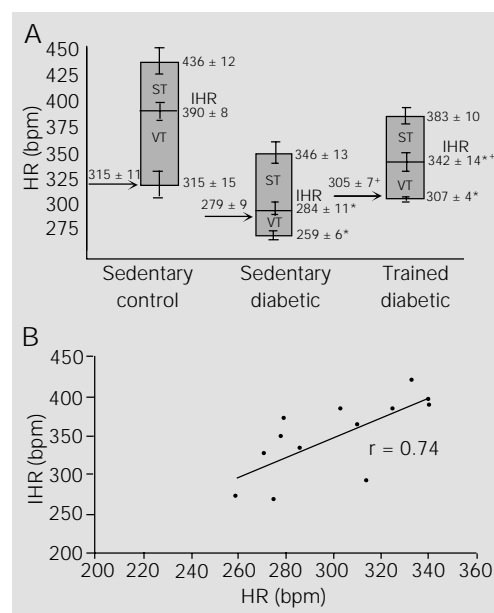 A
HR (bpm)
450
425
400
375
350
325
300
275
436 ± 12
ST
IHR
390 ± 8
VT
315 ± 11
315 ± 15
346 ± 13
ST
IHR
284 ± 11*
VT
279 ± 9
259 ± 6*
383 ± 10
ST
IHR
342 ± 14*+
VT
305 ± 7+
307 ± 4*
Sedentary
control
Sedentary
diabetic
Trained
diabetic
B
IHR (bpm)
450
400
350
300
250
200
r = 0.74
200 220 240 260 280 300 320 340 360
HR (bpm)